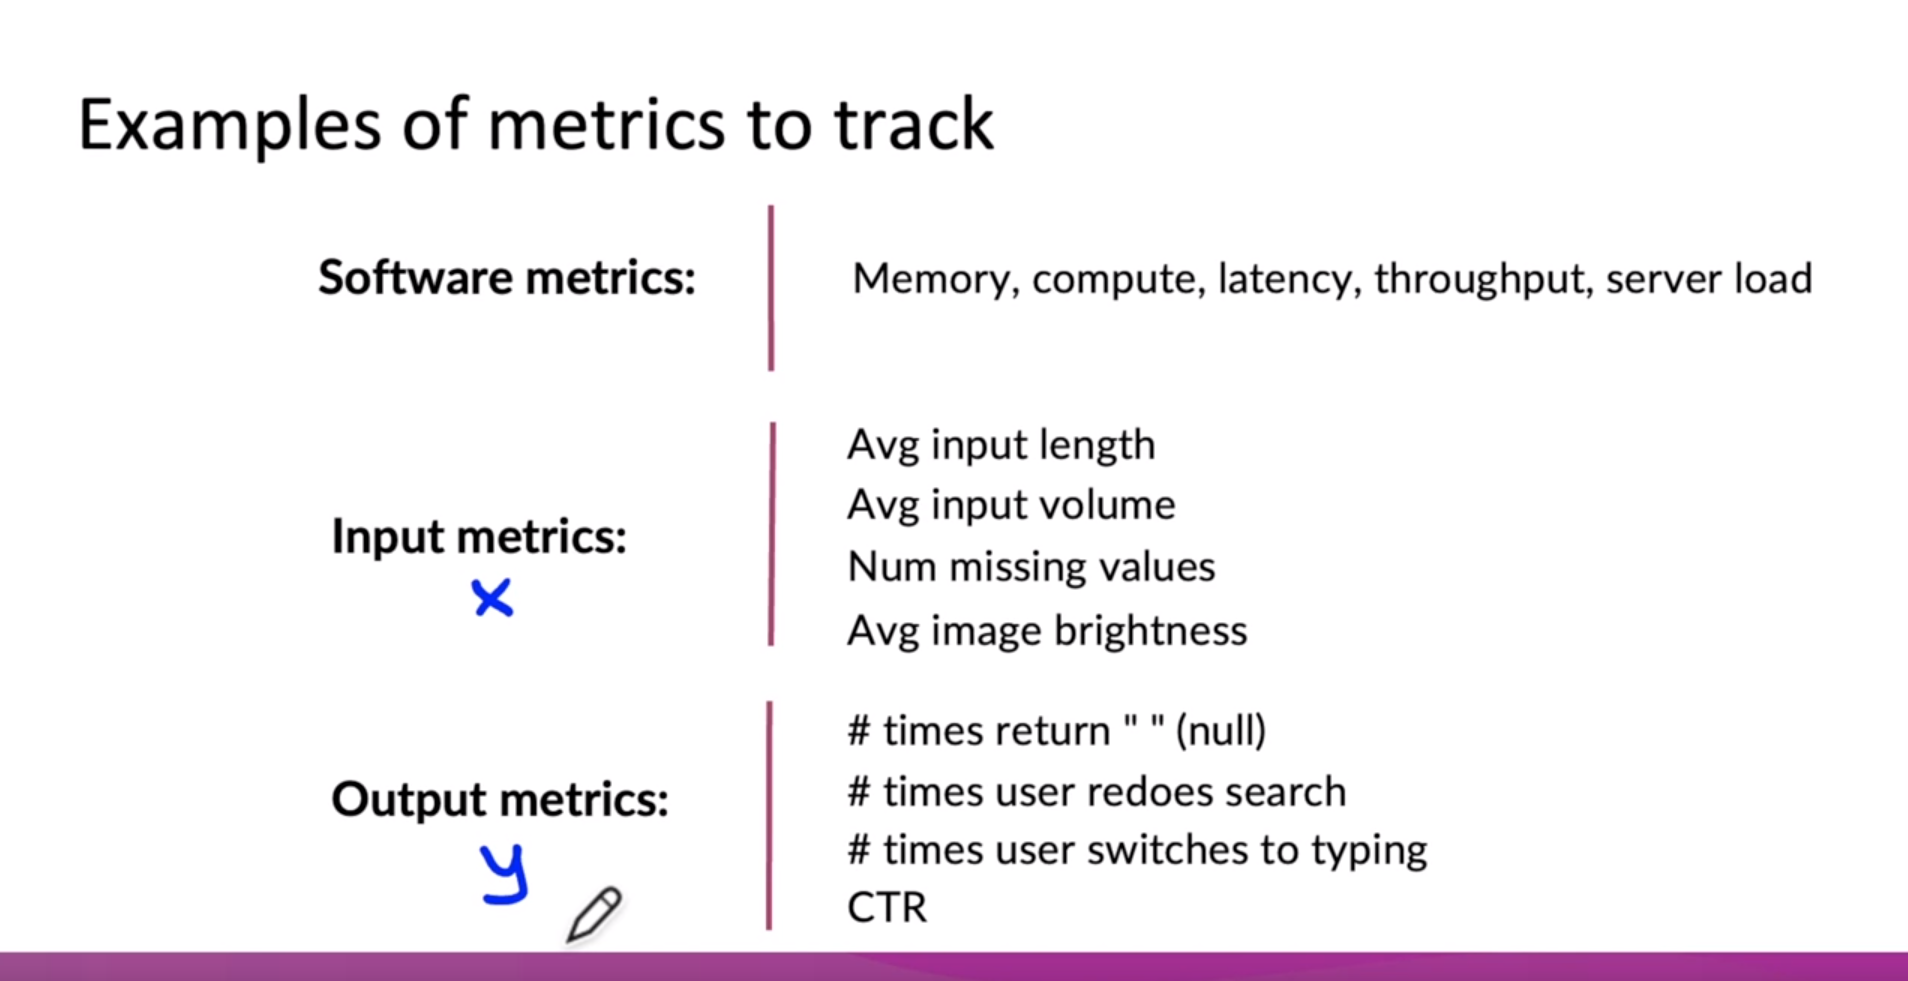 Examples of metrics to track
Software metrics:
Memory, compute, latency, throughput, server load
Input metrics:
x
Avg input length
Avg input volume
Num missing values
Avg image brightness
Output metrics:
y
# times return " " (null)
# times user redoes search
# times user switches to typing
CTR